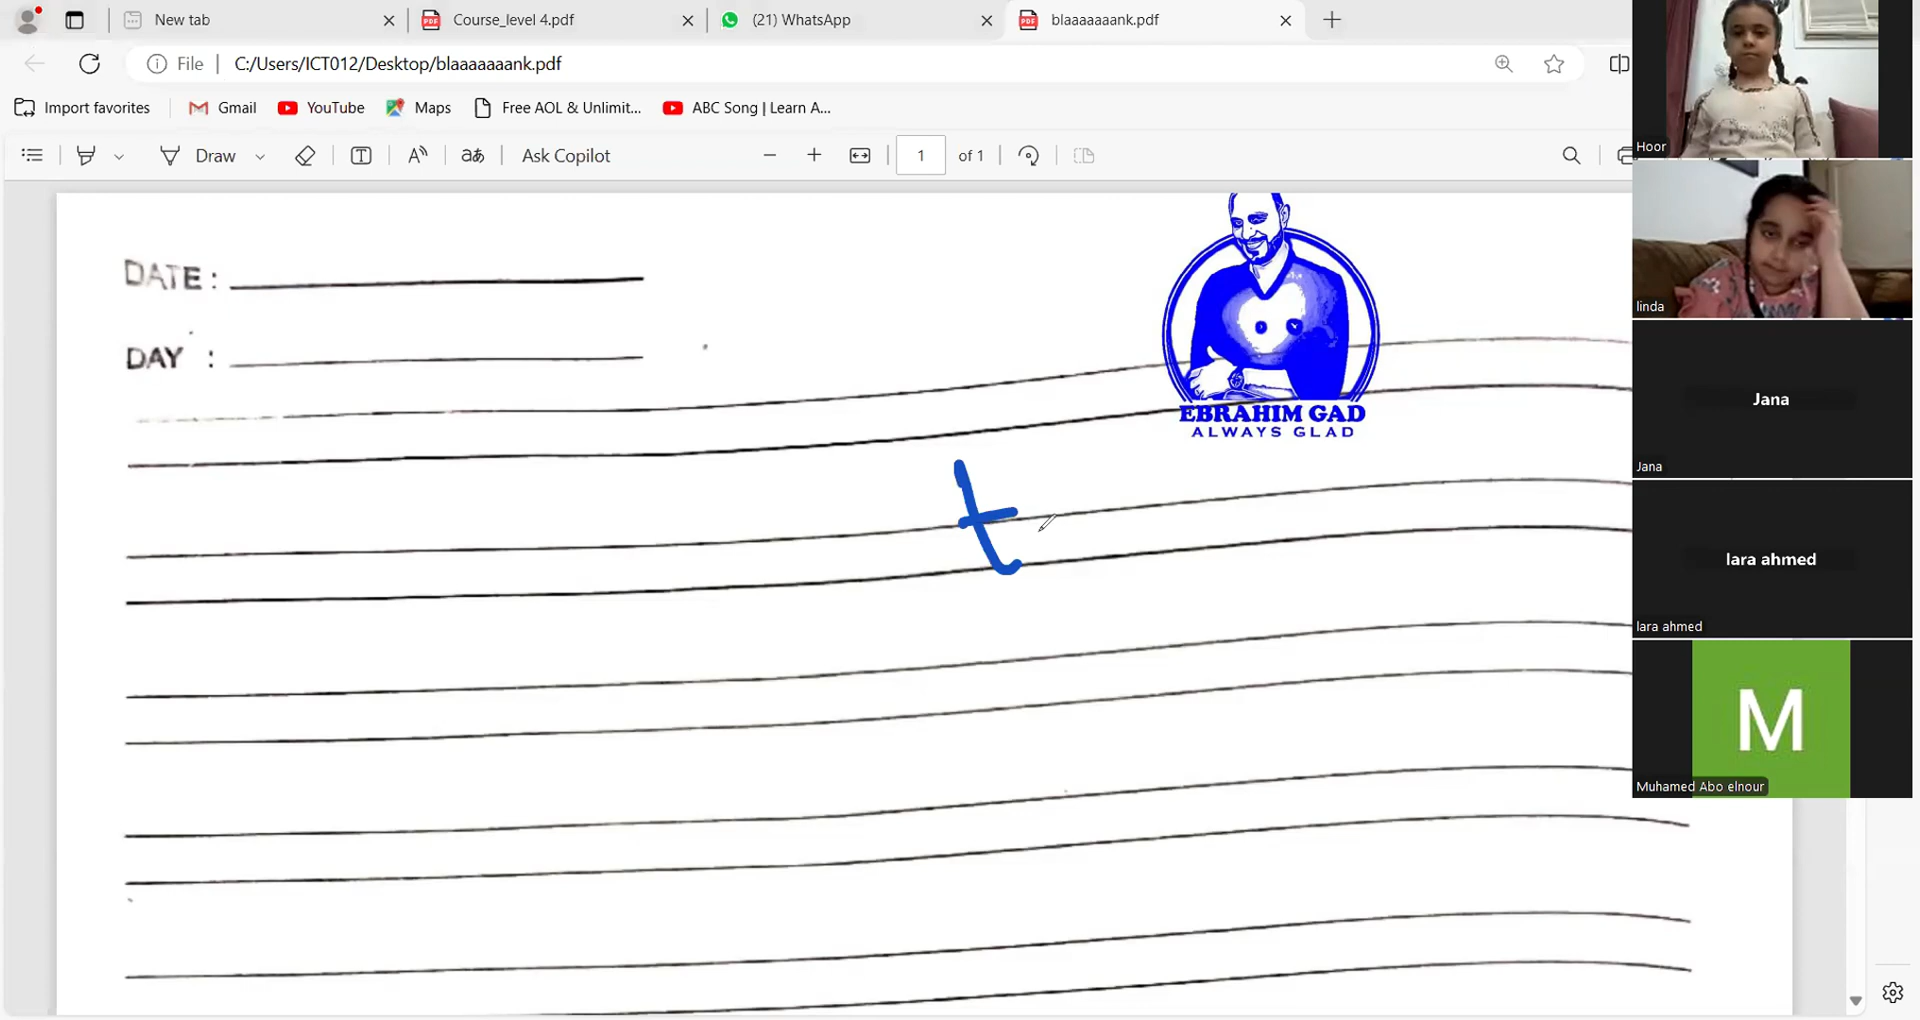 New tab
Course_level 4.pdf
(21) WhatsApp
blaaaaaaank.pdf
File
C:/Users/ICT012/Desktop/blaaaaaaank.pdf
Import favorites
Gmail
YouTube
Maps
Free AOL & Unlimit...
ABC Song | Learn A...
Draw
T
A
aあ
Ask Copilot
1
of 1
DATE :
DAY :
EBRAHIM GAD
ALWAYS GLAD
t
Hoor
linda
Jana
Jana
lara ahmed
lara ahmed
M
Muhamed Abo elnour